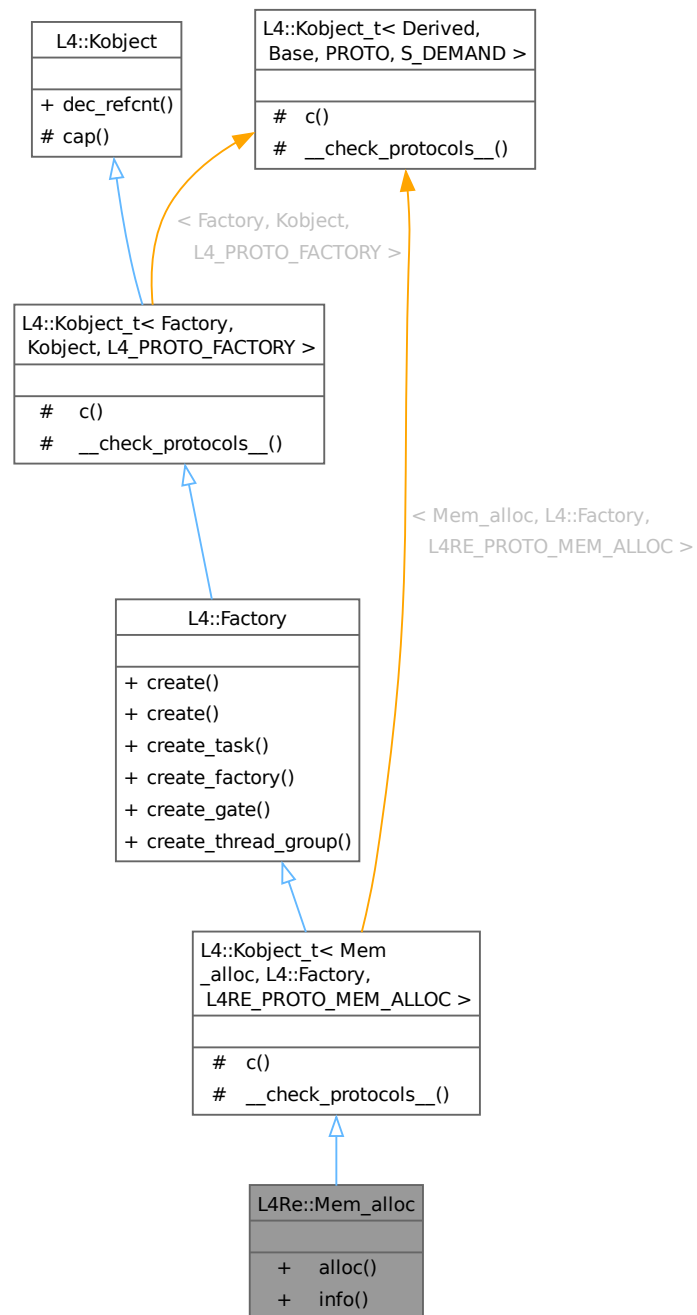 L4::Kobject
+ dec_refcnt()
# cap()
L4::Kobject_t< Derived,
Base, PROTO, S_DEMAND >
# c()
# __check_protocols__()
< Factory, Kobject,
L4_PROTO_FACTORY >
L4::Kobject_t< Factory,
Kobject, L4_PROTO_FACTORY >
# c()
# __check_protocols__()
< Mem_alloc, L4::Factory,
L4RE_PROTO_MEM_ALLOC >
L4::Factory
+ create()
+ create()
+ create_task()
+ create_factory()
+ create_gate()
+ create_thread_group()
L4::Kobject_t< Mem
_alloc, L4::Factory,
L4RE_PROTO_MEM_ALLOC >
# c()
# __check_protocols__()
L4Re::Mem_alloc
+ alloc()
+ info()